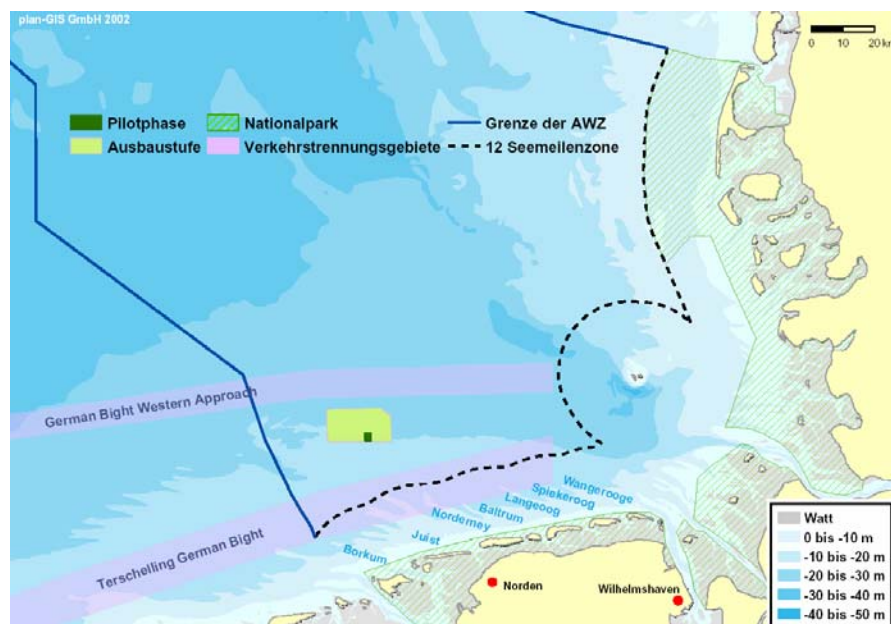 plan-GIS GmbH 2002
0 10 20 km
Pilotphase
Nationalpark
Grenze der AWZ
Ausbaustufe
Verkehrstrennungsgebiete
12 Seemeilenzone
German Bight Western Approach
Terschelling German Bight
Wangerooge
Spiekeroog
Langeoog
Baltrum
Norderney
Juist
Borkum
Norden
Wilhelmshaven
Watt
0 bis -10 m
-10 bis -20 m
-20 bis -30 m
-30 bis -40 m
-40 bis -50 m